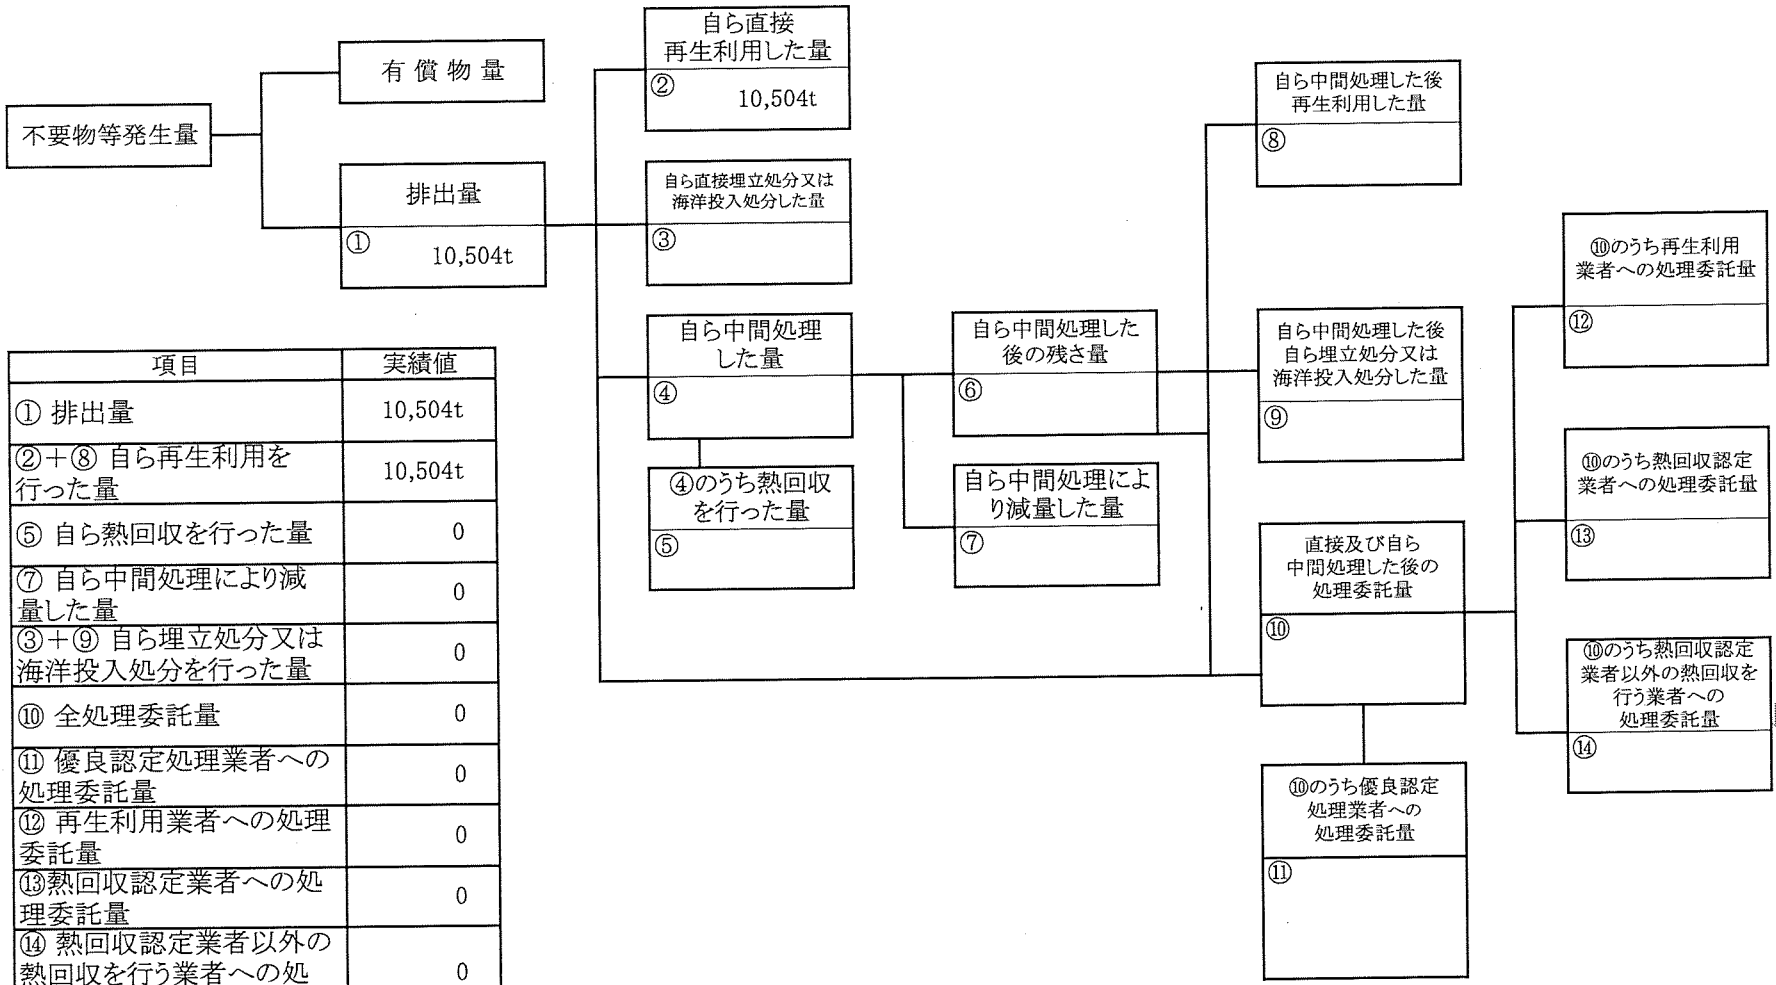 不要物等発生量
有償物量
排出量
① 10,504t
自ら直接
再生利用した量
② 10,504t
自ら直接埋立処分又は
海洋投入処分した量
③
自ら中間処理
した量
④
④のうち熱回収
を行った量
⑤
自ら中間処理した
後の残さ量
⑥
自ら中間処理によ
り減量した量
⑦
自ら中間処理した後
再生利用した量
⑧
自ら中間処理した後
自ら埋立処分又は
海洋投入処分した量
⑨
直接及び自ら
中間処理した後の
処理委託量
⑩
⑩のうち優良認定
処理業者への
処理委託量
⑪
⑩のうち再生利用
業者への処理委託量
⑫
⑩のうち熱回収認定
業者への処理委託量
⑬
⑩のうち熱回収認定
業者以外の熱回収を
行う業者への
処理委託量
⑭
項目 実績値
① 排出量 10,504t
②+⑧ 自ら再生利用を
行った量 10,504t
⑤ 自ら熱回収を行った量 0
⑦ 自ら中間処理により減
量した量 0
③+⑨ 自ら埋立処分又は
海洋投入処分を行った量 0
⑩ 全処理委託量 0
⑪ 優良認定処理業者への
処理委託量 0
⑫ 再生利用業者への処理
委託量 0
⑬熱回収認定業者への処
理委託量 0
⑭ 熱回収認定業者以外の
熱回収を行う業者への処 0